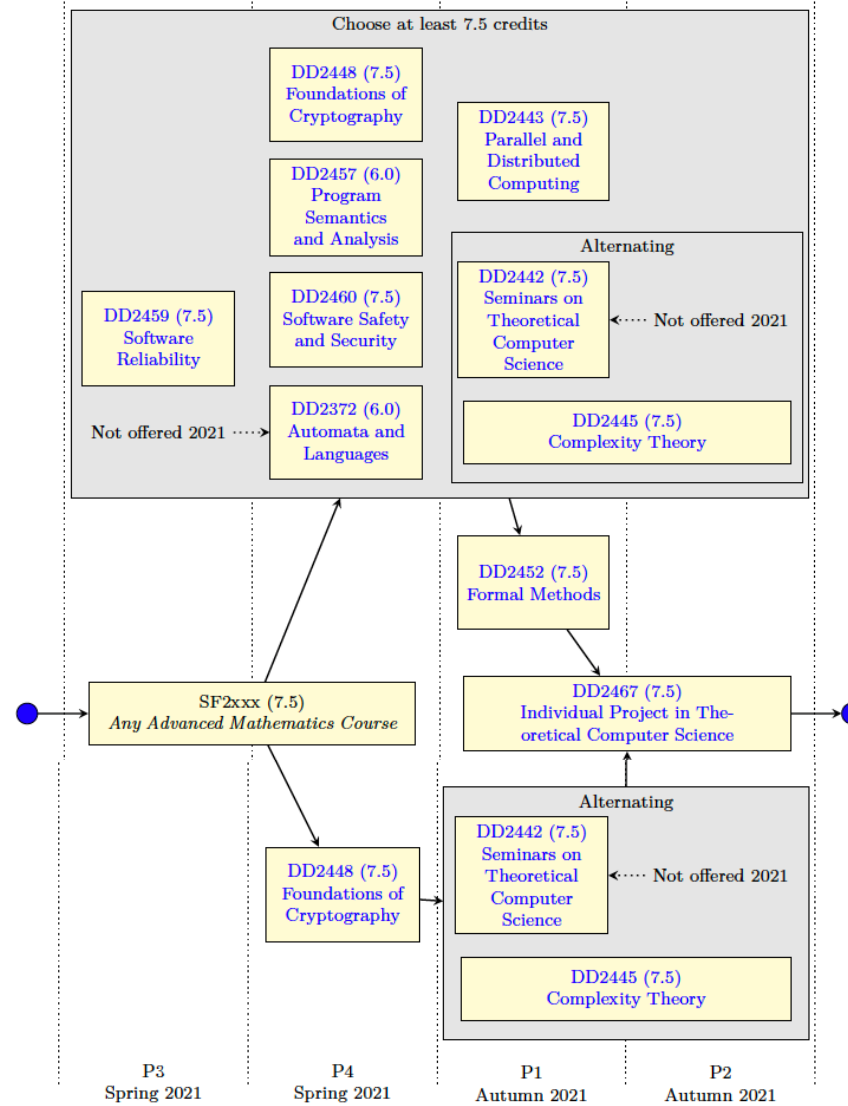 Choose at least 7.5 credits
DD2448 (7.5)
Foundations of
Cryptography
DD2443 (7.5)
Parallel and
Distributed
Computing
DD2457 (6.0)
Program
Semantics
and Analysis
Alternating
DD2442 (7.5)
Seminars on
Theoretical
Computer
Science
Not offered 2021
DD2460 (7.5)
Software Safety
and Security
DD2459 (7.5)
Software
Reliability
DD2372 (6.0)
Automata and
Languages
Not offered 2021
DD2445 (7.5)
Complexity Theory
DD2452 (7.5)
Formal Methods
SF2xxx (7.5)
Any Advanced Mathematics Course
DD2467 (7.5)
Individual Project in The-
oretical Computer Science
Alternating
DD2442 (7.5)
Seminars on
Theoretical
Computer
Science
Not offered 2021
DD2448 (7.5)
Foundations of
Cryptography
DD2445 (7.5)
Complexity Theory
P3
Spring 2021
P4
Spring 2021
P1
Autumn 2021
P2
Autumn 2021